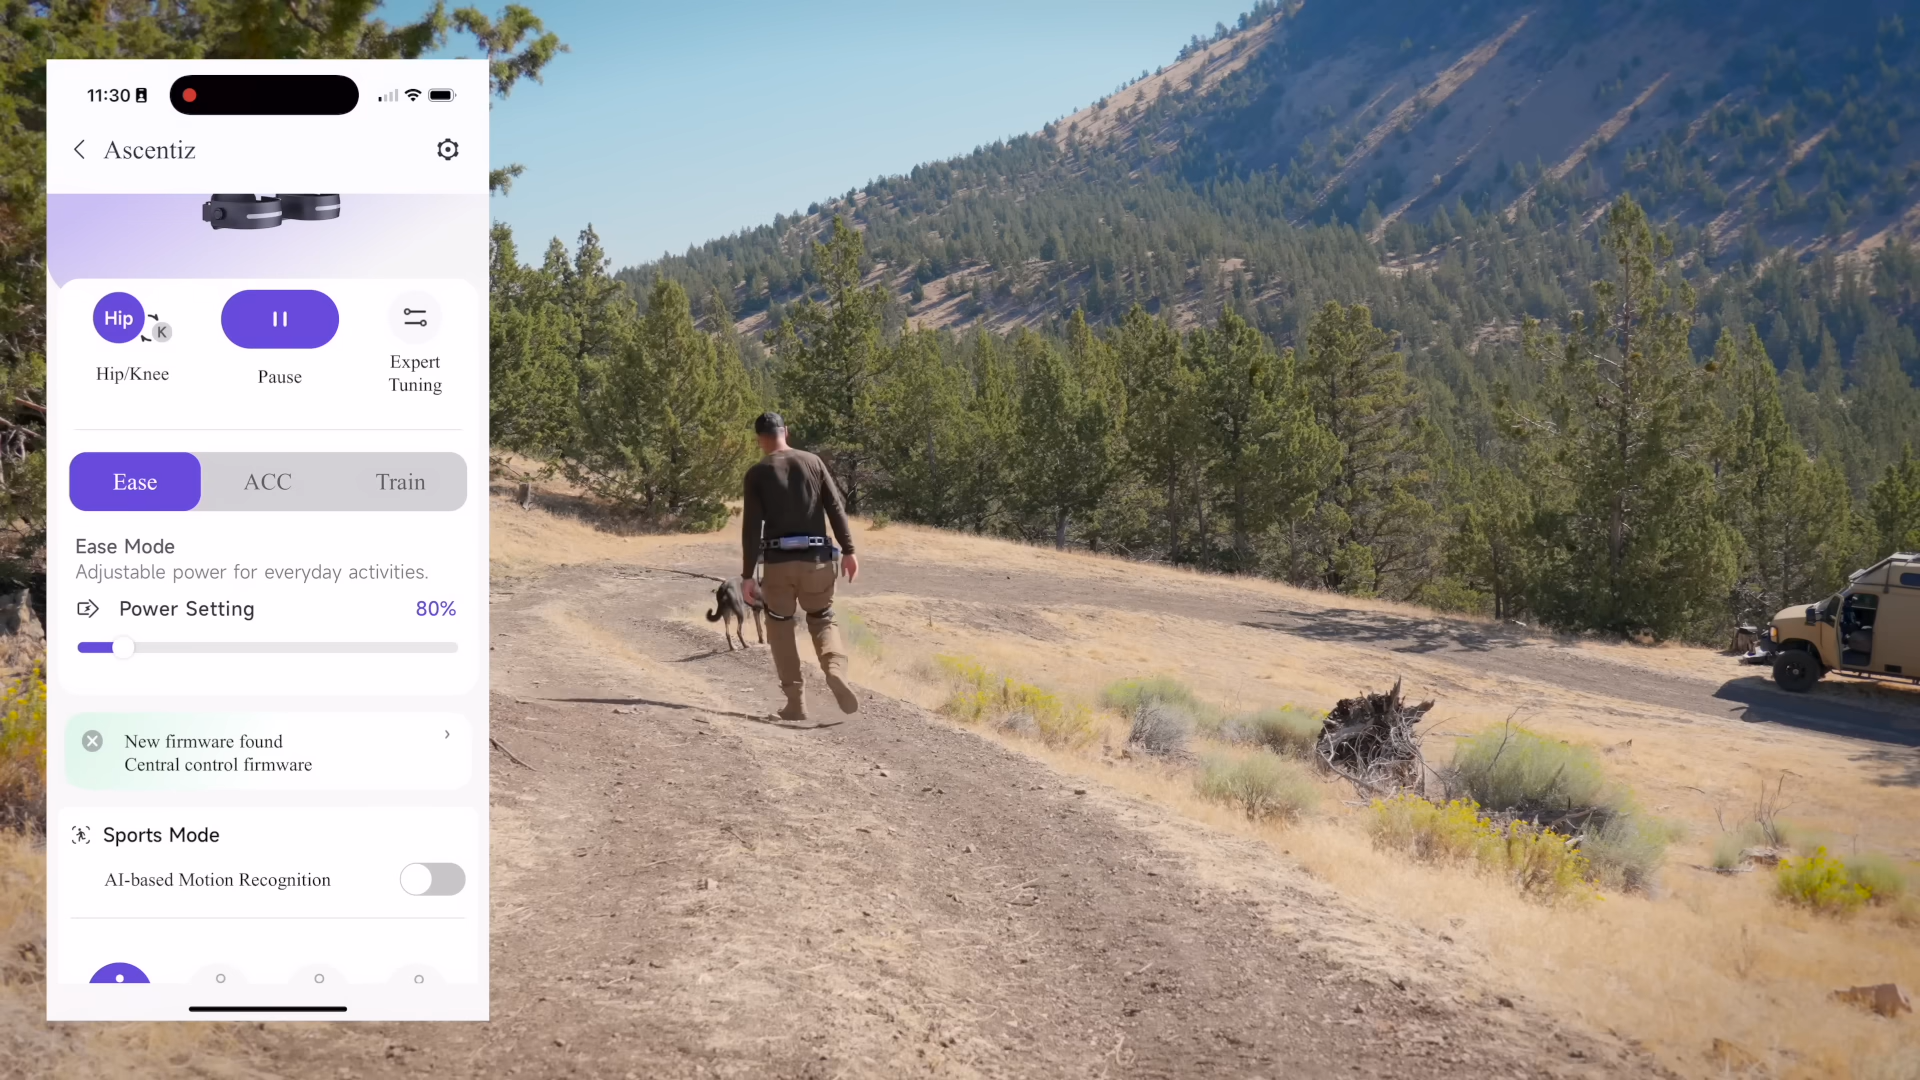 11:30
Ascentiz
Hip
K
Hip/Knee
Pause
Expert
Tuning
Ease
ACC
Train
Ease Mode
Adjustable power for everyday activities.
Power Setting
80%
New firmware found
Central control firmware
Sports Mode
AI-based Motion Recognition